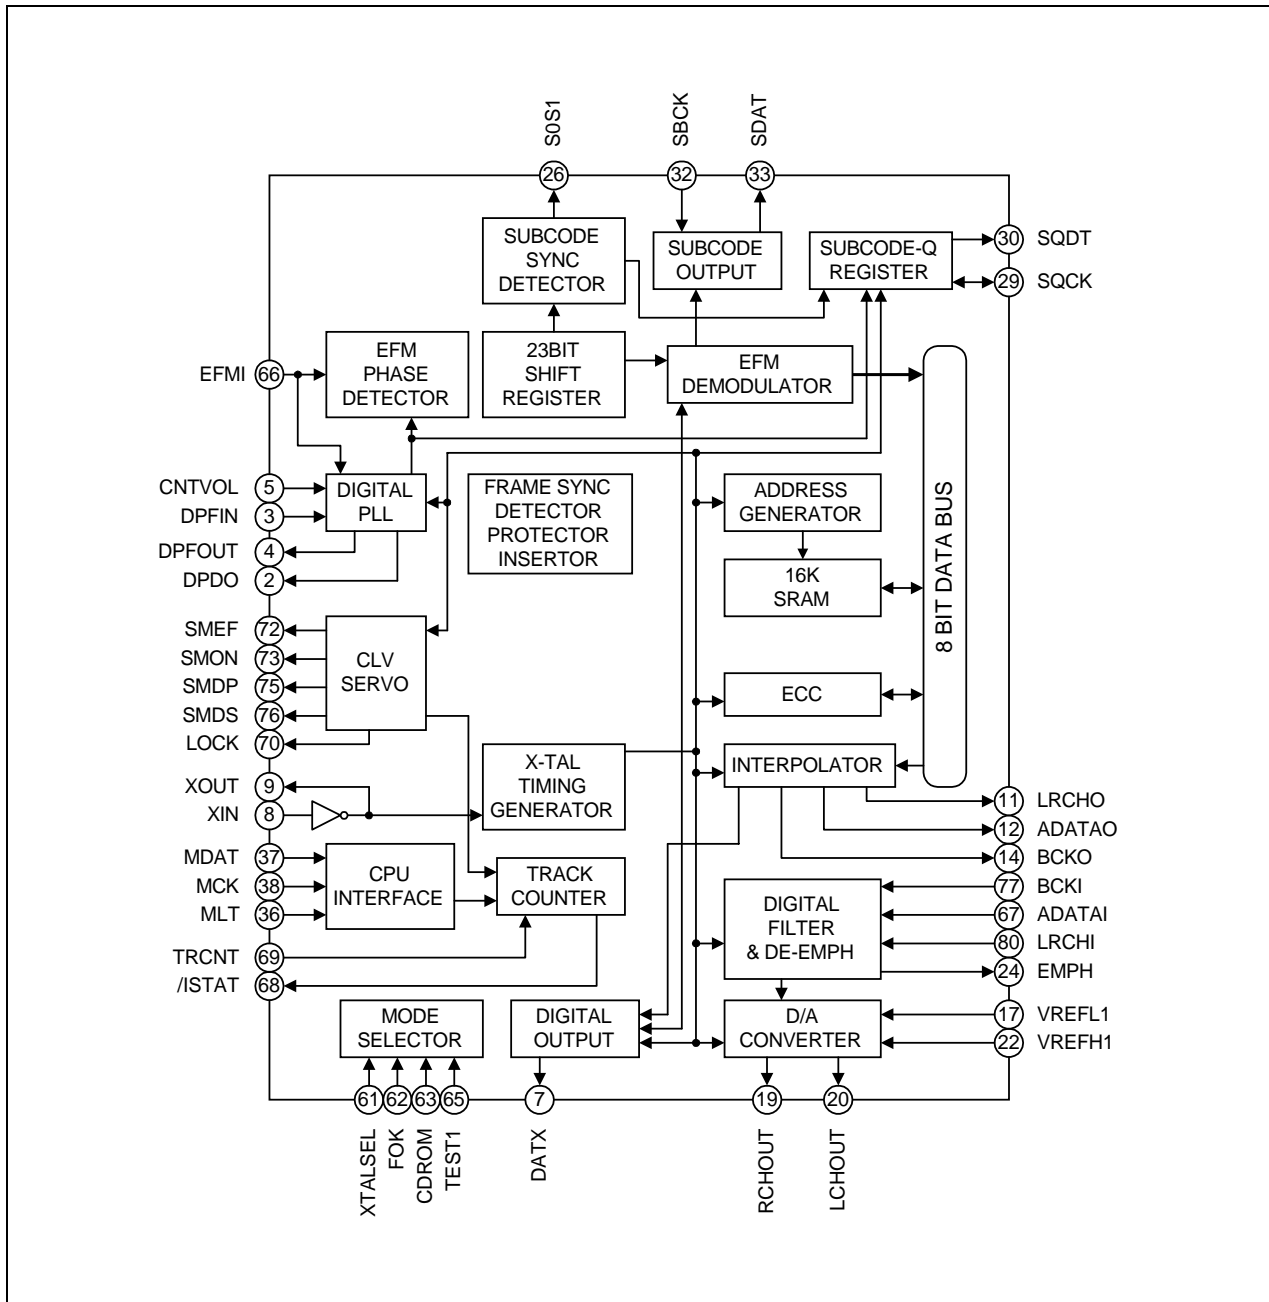 S0S1
SBCK
SDAT
26
32
33
SUBCODE
SYNC
DETECTOR
SUBCODE
OUTPUT
SUBCODE-Q
REGISTER
30 SQDT
29 SQCK
EFMI 66
EFM
PHASE
DETECTOR
23BIT
SHIFT
REGISTER
EFM
DEMODULATOR
8 BIT DATA BUS
CNTVOL 5
DPFIN 3
DPFOUT 4
DPDO 2
DIGITAL
PLL
FRAME SYNC
DETECTOR
PROTECTOR
INSERTOR
ADDRESS
GENERATOR
16K
SRAM
SMEF 72
SMON 73
SMDP 75
SMDS 76
LOCK 70
CLV
SERVO
ECC
XOUT 9
XIN 8
X-TAL
TIMING
GENERATOR
INTERPOLATOR
11 LRCHO
12 ADATAO
14 BCKO
MDAT 37
MCK 38
MLT 36
CPU
INTERFACE
TRACK
COUNTER
DIGITAL
FILTER
& DE-EMPH
77 BCKI
67 ADATAI
80 LRCHI
24 EMPH
TRCNT 69
/ISTAT 68
MODE
SELECTOR
DIGITAL
OUTPUT
D/A
CONVERTER
17 VREFL1
22 VREFH1
61
62
63
65
7
19
20
XTALSEL
FOK
CDROM
TEST1
DATX
RCHOUT
LCHOUT